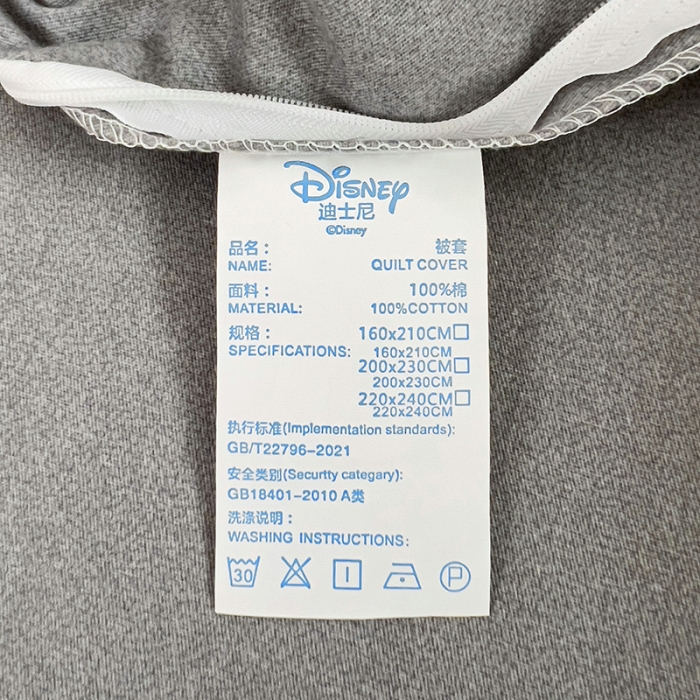 Disney
迪士尼
©Disney
品名： 被套
NAME: QUILT COVER
面料： 100%棉
MATERIAL: 100%COTTON
规格： 160x210CM
SPECIFICATIONS: 160x210CM
200x230CM
200x230CM
220x240CM
220x240CM
执行标准(Implementation standards):
GB/T22796-2021
安全类别(Securtty categary):
GB18401-2010 A类
洗涤说明：
WASHING INSTRUCTIONS:
30 P